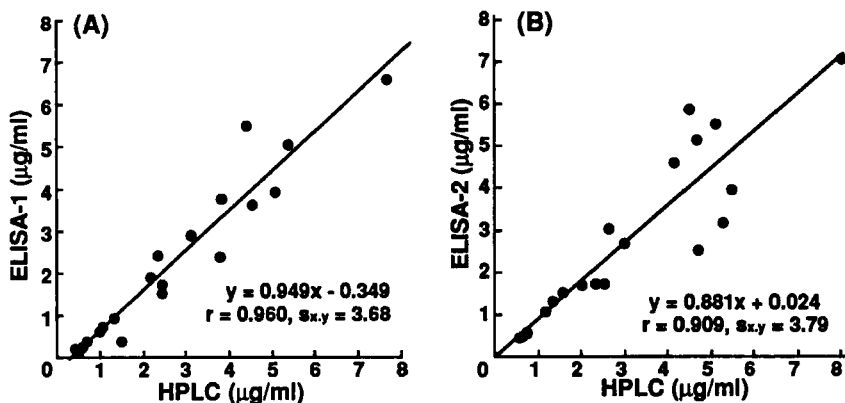 (A)
8
7
6
5
4
3
2
1
0
ELISA-1 (μg/ml)
y = 0.949x - 0.349
r = 0.960, sx.y = 3.68
0 1 2 3 4 5 6 7 8
HPLC (μg/ml)
(B)
8
7
6
5
4
3
2
1
ELISA-2 (μg/ml)
y = 0.881x + 0.024
r = 0.909, sx.y = 3.79
0 1 2 3 4 5 6 7 8
HPLC (μg/ml)